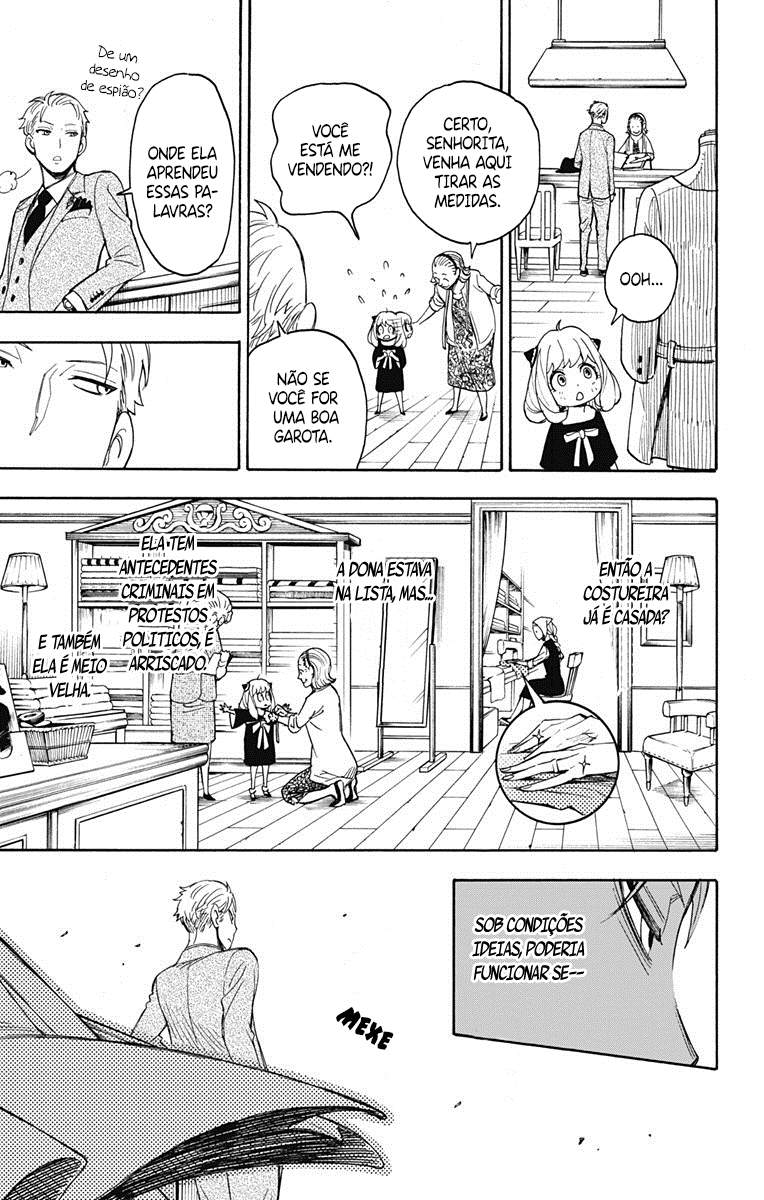 OOH...
CERTO,
SENHORITA,
VENHA AQUI
TIRAR AS
MEDIDAS.
VOCÊ
ESTÁ ME
VENDENDO?!
NÃO SE
VOCÊ FOR
UMA BOA
GAROTA.
ONDE ELA
APRENDEU
ESSAS PA-
LAVRAS?
De um
desenho
de espião?
ENTÃO A
COSTUREIRA
JÁ É CASADA?
A DONA ESTAVA
NA LISTA, MAS...
ELA TEM
ANTECEDENTES
CRIMINAIS EM
PROTESTOS
POLITICOS, É
ARRISCADO.
E TAMBÉM
ELA É MEIO
VELHA.
SOB CONDIÇÕES
IDEIAS, PODERIA
FUNCIONAR SE--
MEXE